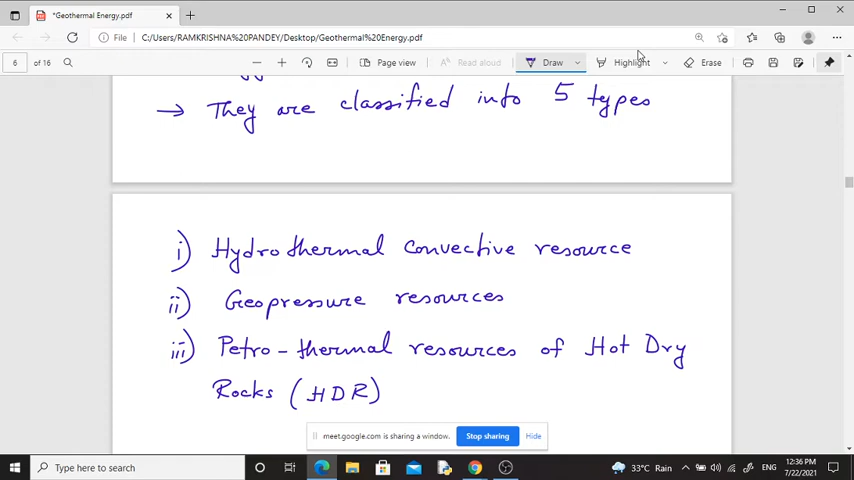 *Geothermal Energy.pdf
File
C:/Users/RAMKRISHNA%20PANDEY/Desktop/Geothermal%20Energy.pdf
6 of 16
Page view
Read aloud
Draw
Highlight
Erase
→ They are classified into 5 types
i) Hydrothermal convective resource
ii) Geopressure resources
iii) Petro-thermal resources of Hot Dry
Rocks (HDR)
meet.google.com is sharing a window.
Stop sharing
Hide
Type here to search
33°C Rain
ENG
12:36 PM
7/22/2021